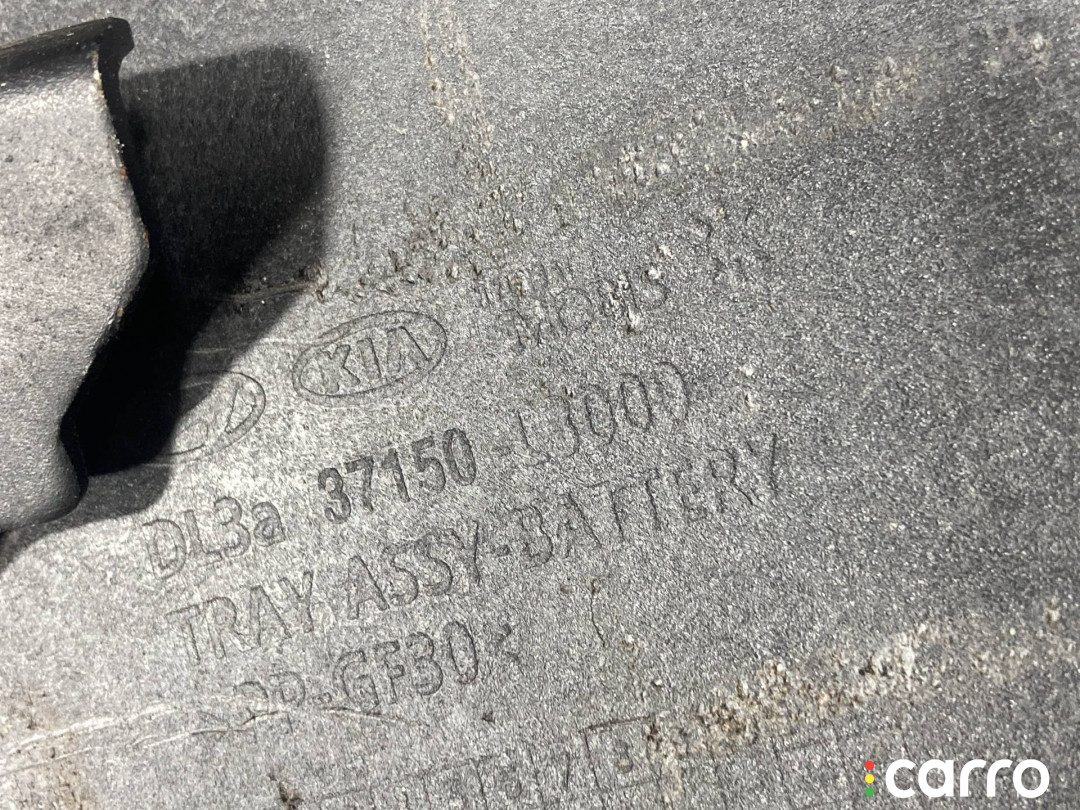 KIA
MOBIS
DL3a 37150-L3000
TRAY ASSY-BATTERY
>PP-GF30<
carro